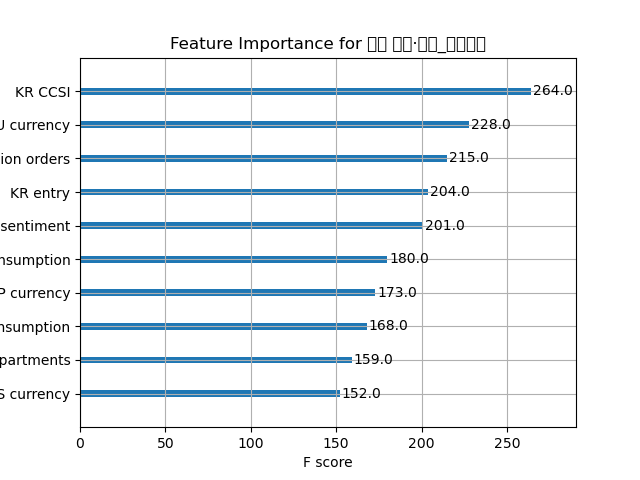 Feature Importance for
KR CCSI
264.0
U currency
228.0
ion orders
215.0
KR entry
204.0
sentiment
201.0
nsumption
180.0
P currency
173.0
nsumption
168.0
partments
159.0
S currency
152.0
0 50 100 150 200 250
F score